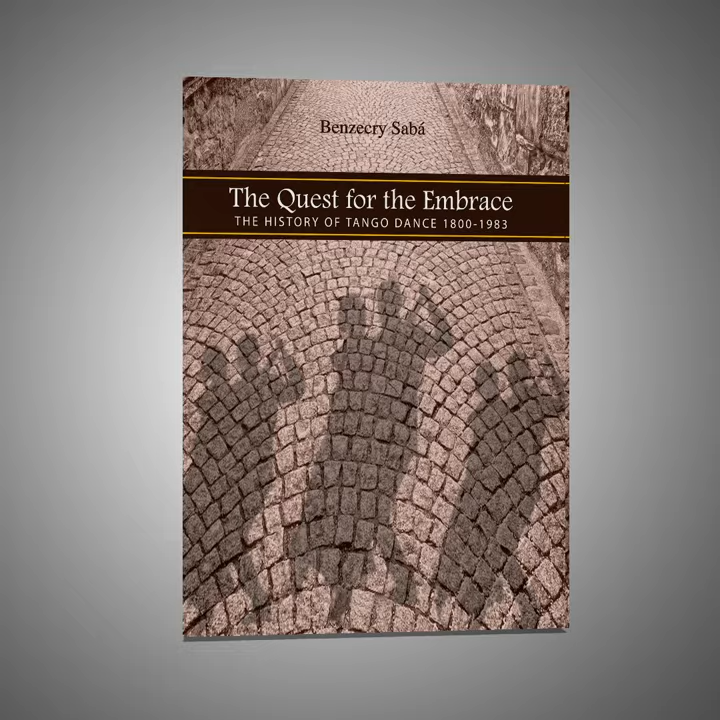 Benzecry Sabá
The Quest for the Embrace
THE HISTORY OF TANGO DANCE 1800-1983